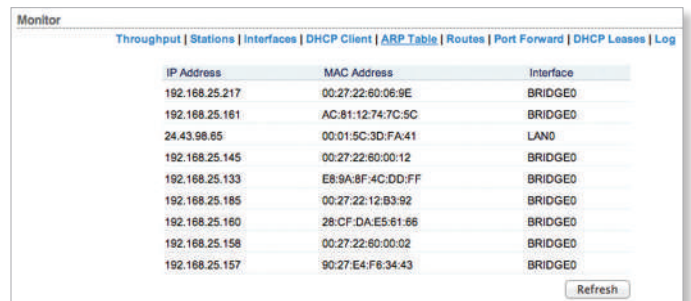 Monitor
Throughput | Stations | Interfaces | DHCP Client | ARP Table | Routes | Port Forward | DHCP Leases | Log
IP Address MAC Address Interface
192.168.25.217 00:27:22:60:06:9E BRIDGE0
192.168.25.161 AC:81:12:74:7C:5C BRIDGE0
24.43.98.65 00:01:5C:3D:FA:41 LAN0
192.168.25.145 00:27:22:60:00:12 BRIDGE0
192.168.25.133 E8:9A:8F:4C:DD:FF BRIDGE0
192.168.25.185 00:27:22:12:B3:92 BRIDGE0
192.168.25.160 28:CF:DA:E5:61:66 BRIDGE0
192.168.25.158 00:27:22:60:00:02 BRIDGE0
192.168.25.157 90:27:E4:F6:34:43 BRIDGE0
Refresh